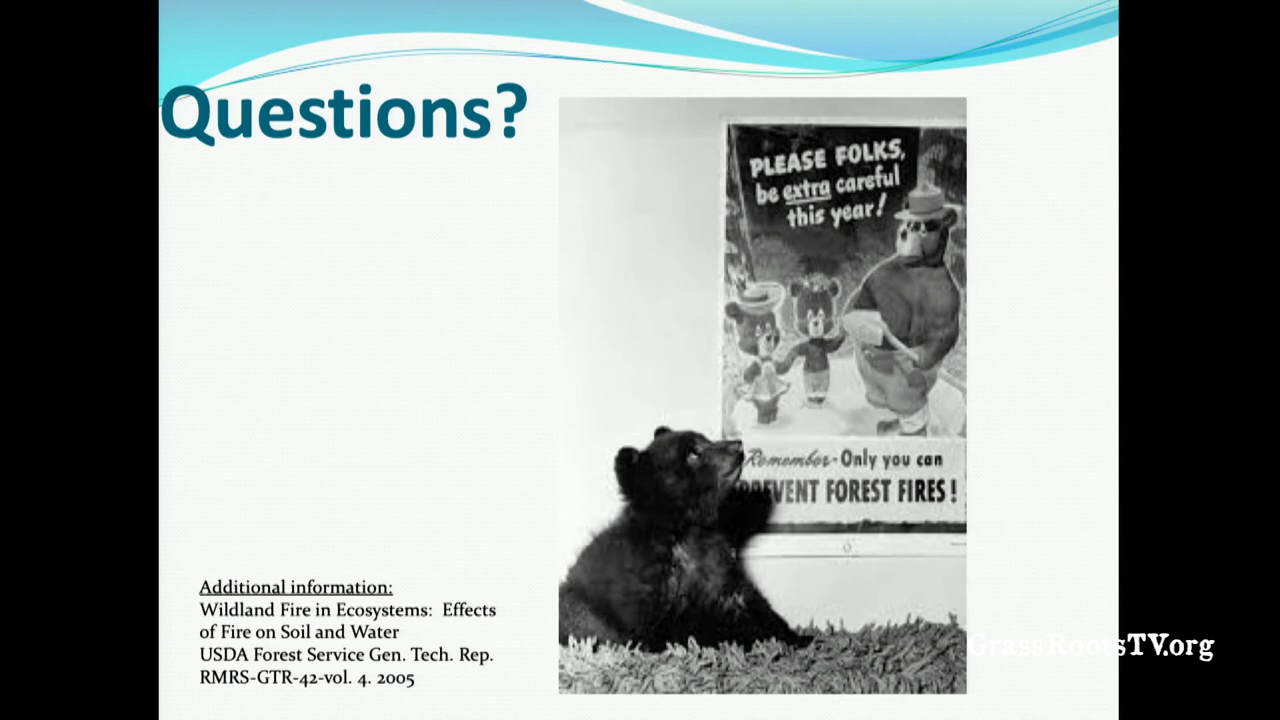 Questions?
PLEASE FOLKS,
be extra careful
this year!
Remember - Only you can
PREVENT FOREST FIRES!
Additional information:
Wildland Fire in Ecosystems: Effects
of Fire on Soil and Water
USDA Forest Service Gen. Tech. Rep.
RMRS-GTR-42-vol. 4. 2005
GrassRootsTV.org